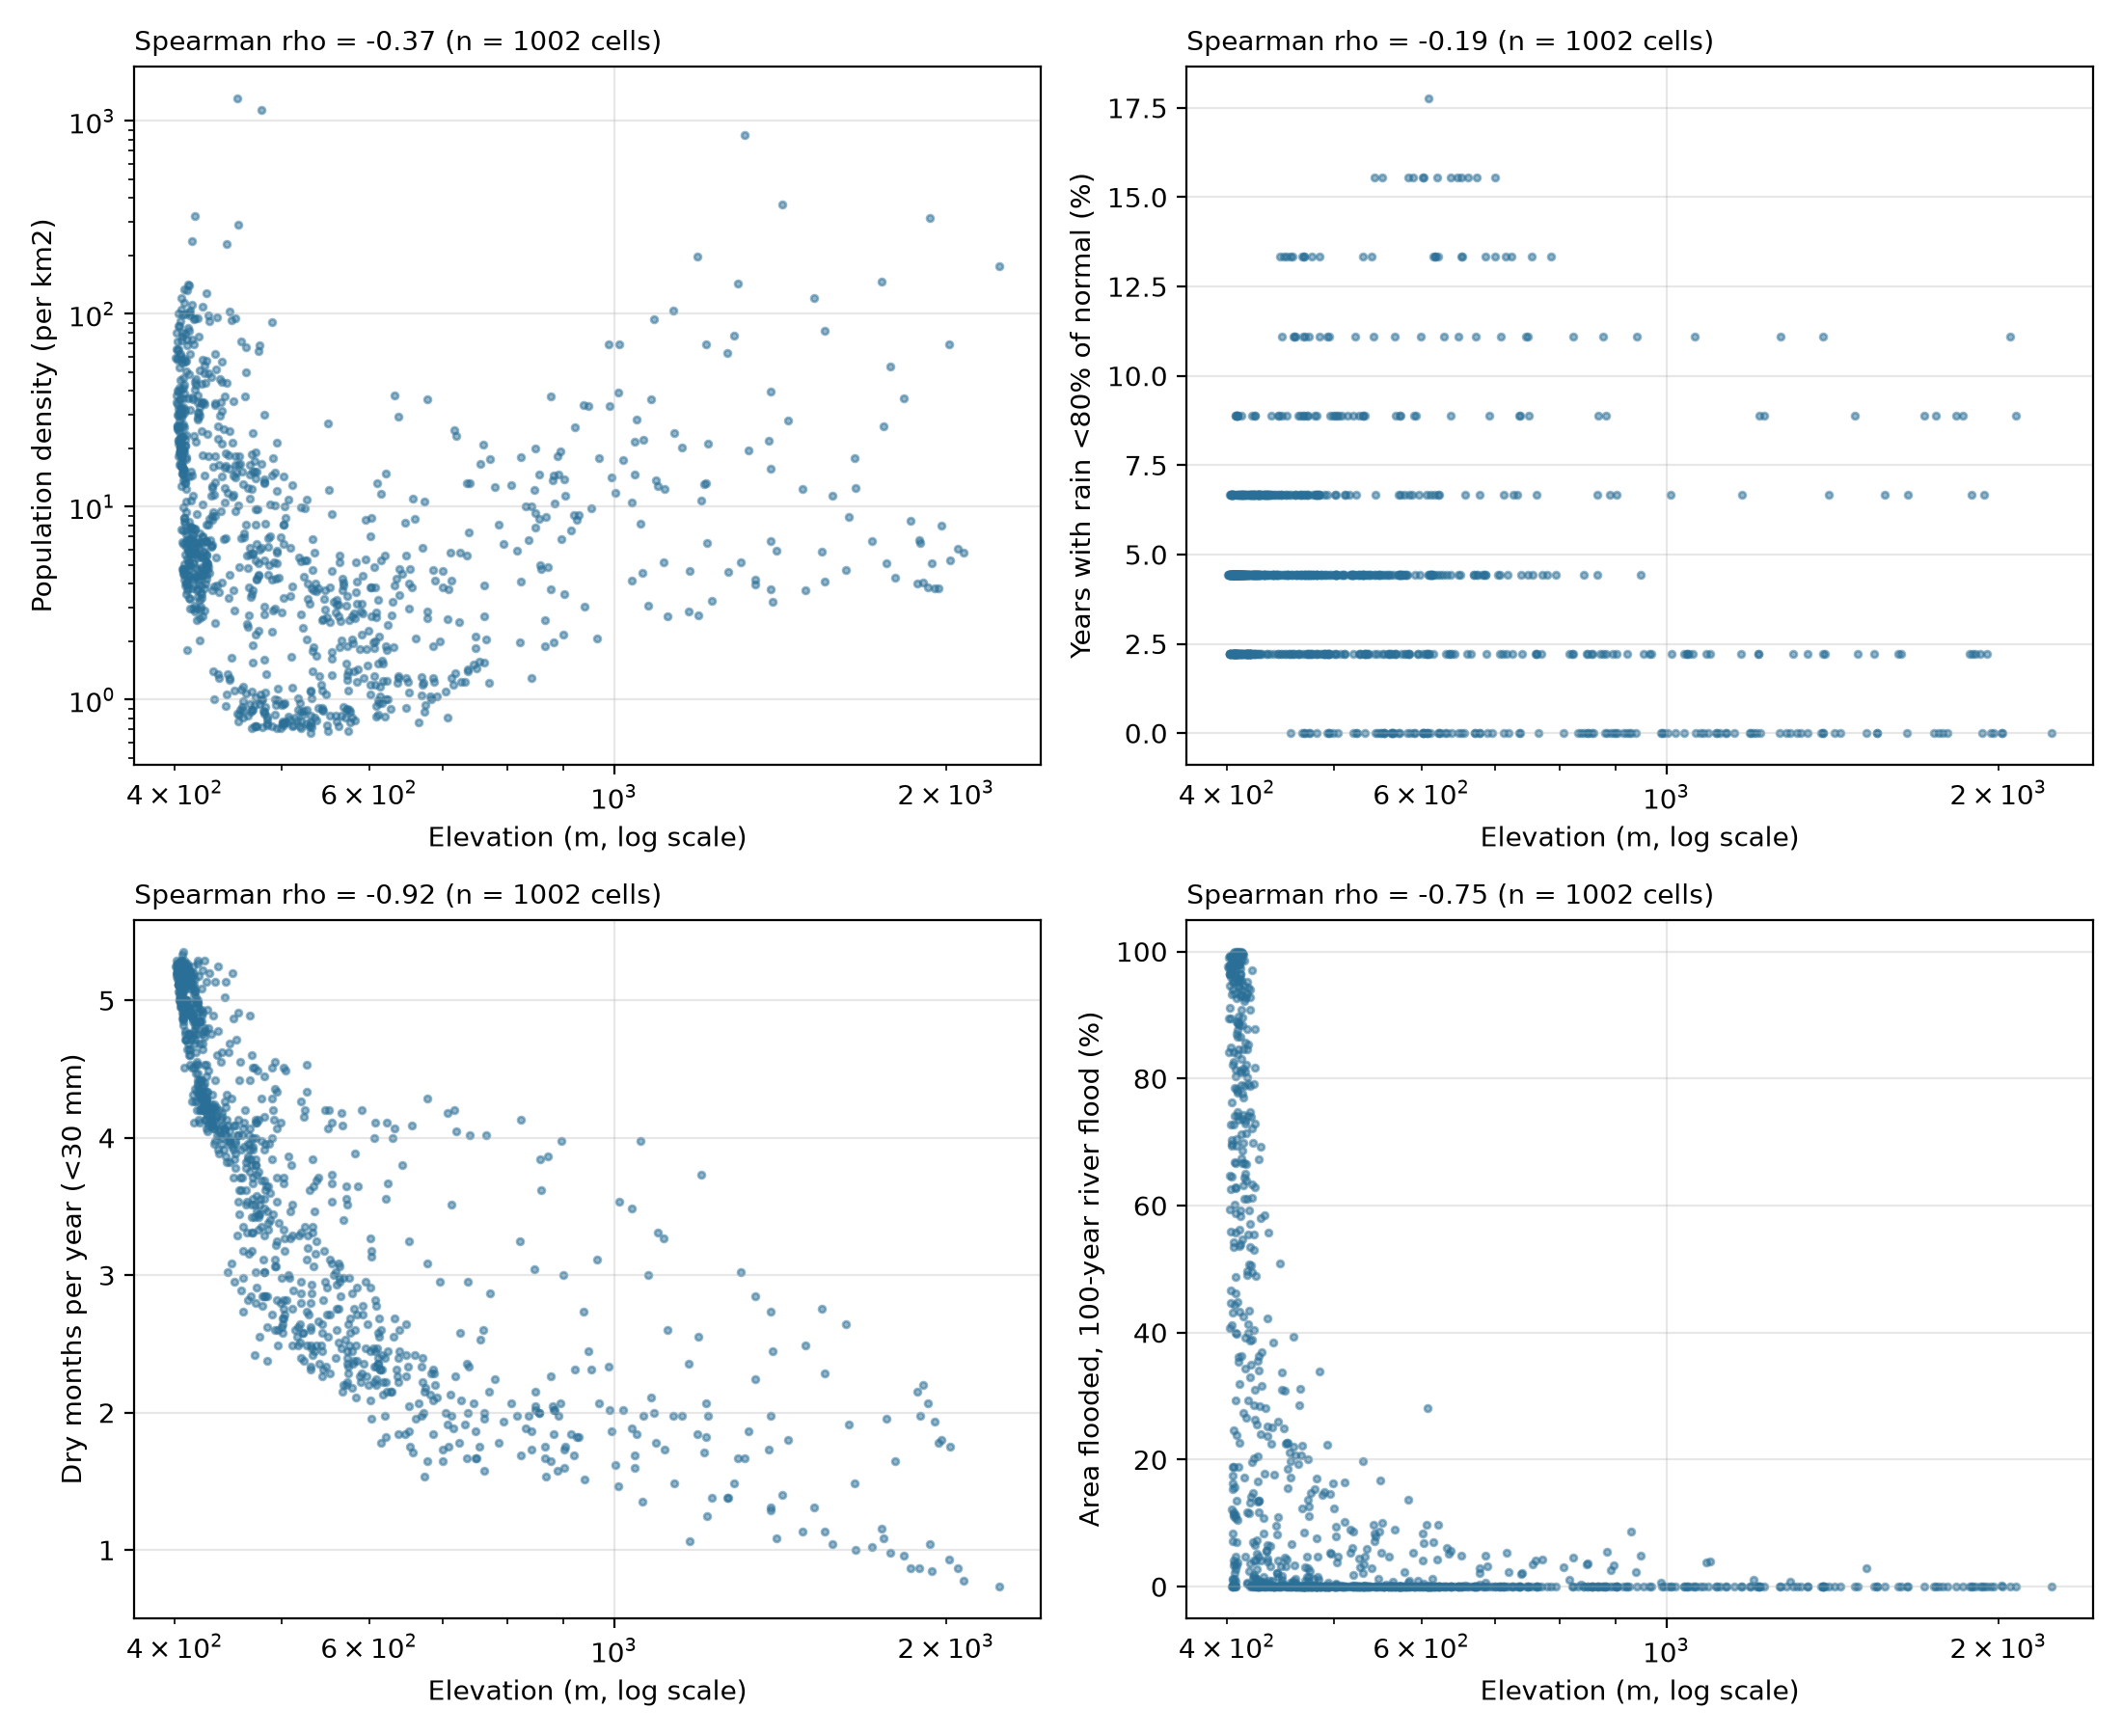 Spearman rho = -0.37 (n = 1002 cells)
Population density (per km2)
10³
10²
10¹
10⁰
4 × 10²
6 × 10²
10³
2 × 10³
Elevation (m, log scale)
Spearman rho = -0.19 (n = 1002 cells)
Years with rain <80% of normal (%)
17.5
15.0
12.5
10.0
7.5
5.0
2.5
0.0
4 × 10²
6 × 10²
10³
2 × 10³
Elevation (m, log scale)
Spearman rho = -0.92 (n = 1002 cells)
Dry months per year (<30 mm)
5
4
3
2
1
4 × 10²
6 × 10²
10³
2 × 10³
Elevation (m, log scale)
Spearman rho = -0.75 (n = 1002 cells)
Area flooded, 100-year river flood (%)
100
80
60
40
20
0
4 × 10²
6 × 10²
10³
2 × 10³
Elevation (m, log scale)